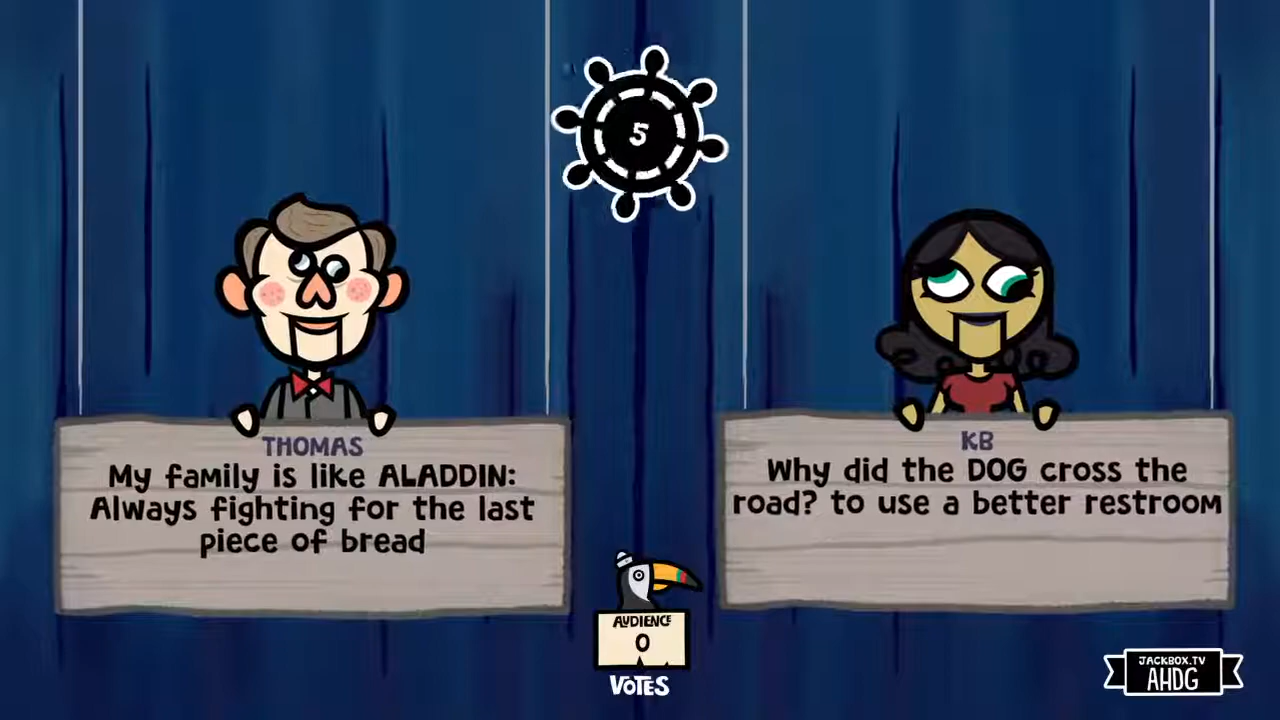 5
THOMAS
My family is like ALADDIN:
Always fighting for the last
piece of bread
KB
Why did the DOG cross the
road? to use a better restroom
AUDIENCE
0
VOTES
JACKBOX.TV
AHDG